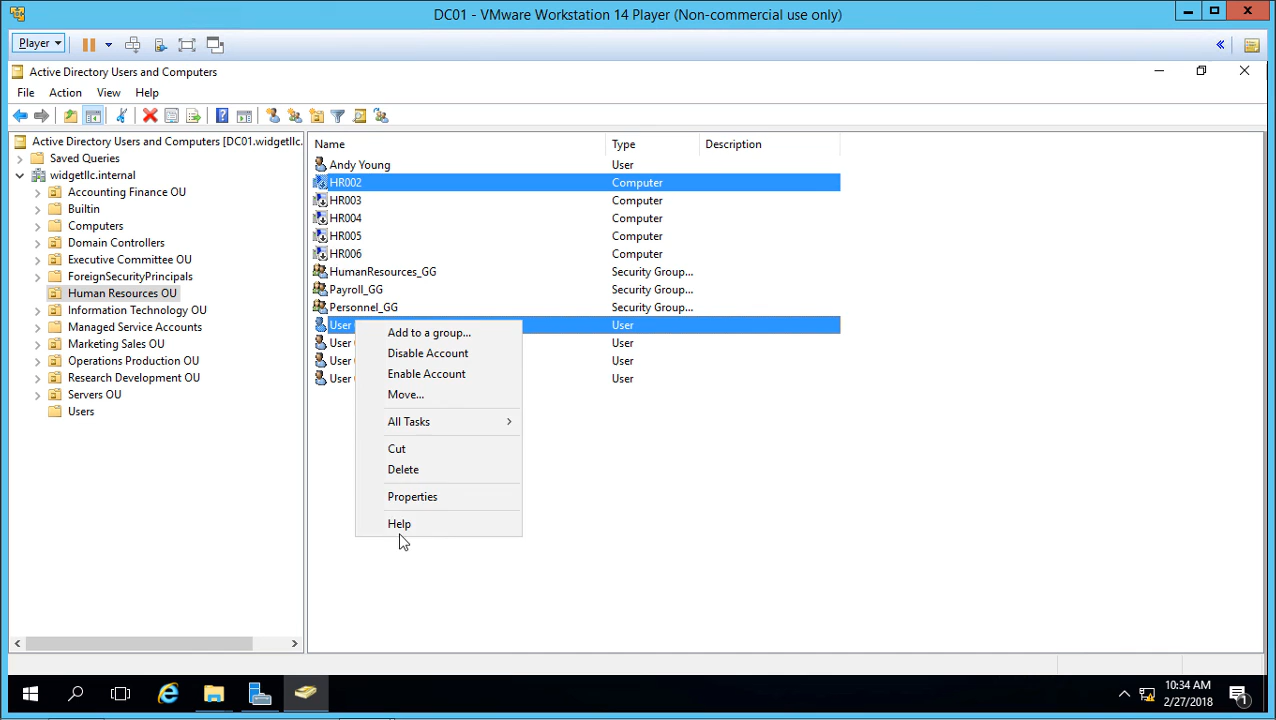 DC01 - VMware Workstation 14 Player (Non-commercial use only)
Player
Active Directory Users and Computers
File Action View Help
Active Directory Users and Computers [DC01.widgetllc.
Saved Queries
widgetllc.internal
Accounting Finance OU
Builtin
Computers
Domain Controllers
Executive Committee OU
ForeignSecurityPrincipals
Human Resources OU
Information Technology OU
Managed Service Accounts
Marketing Sales OU
Operations Production OU
Research Development OU
Servers OU
Users
Name Type Description
Andy Young User
HR002 Computer
HR003 Computer
HR004 Computer
HR005 Computer
HR006 Computer
HumanResources_GG Security Group...
Payroll_GG Security Group...
Personnel_GG Security Group...
User User
User User
User User
User User
Add to a group...
Disable Account
Enable Account
Move...
All Tasks
Cut
Delete
Properties
Help
10:34 AM
2/27/2018
1